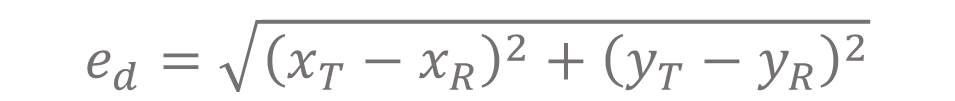 e_d = √((x_T − x_R)² + (y_T − y_R)²)